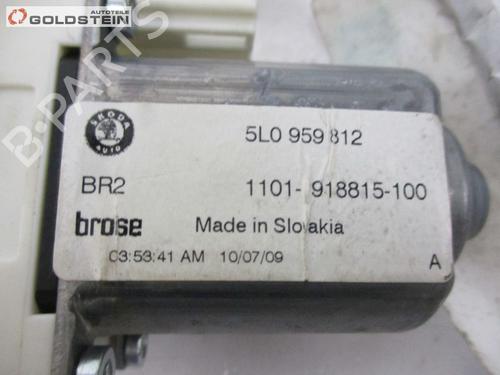 AUTOTEILE
GOLDSTEIN
B-PARTS
SKODA
AUTO
5L0 959 812
BR2
1101- 918815-100
brose
Made in Slovakia
03:53:41 AM 10/07/09
A